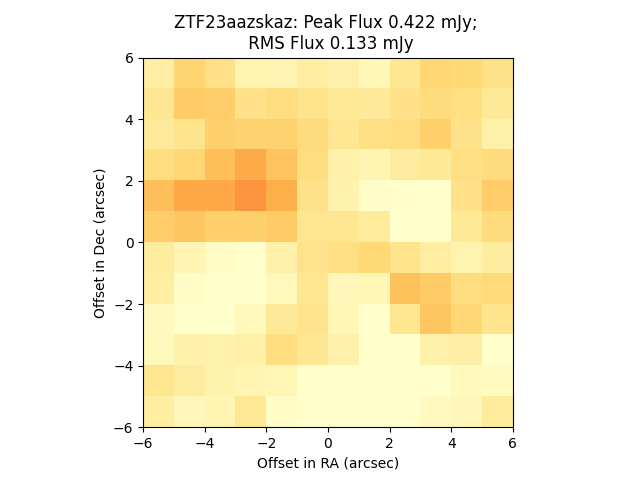 ZTF23aazskaz: Peak Flux 0.422 mJy;
RMS Flux 0.133 mJy
6
4
2
0
−2
−4
−6
Offset in Dec (arcsec)
−6 −4 −2 0 2 4 6
Offset in RA (arcsec)